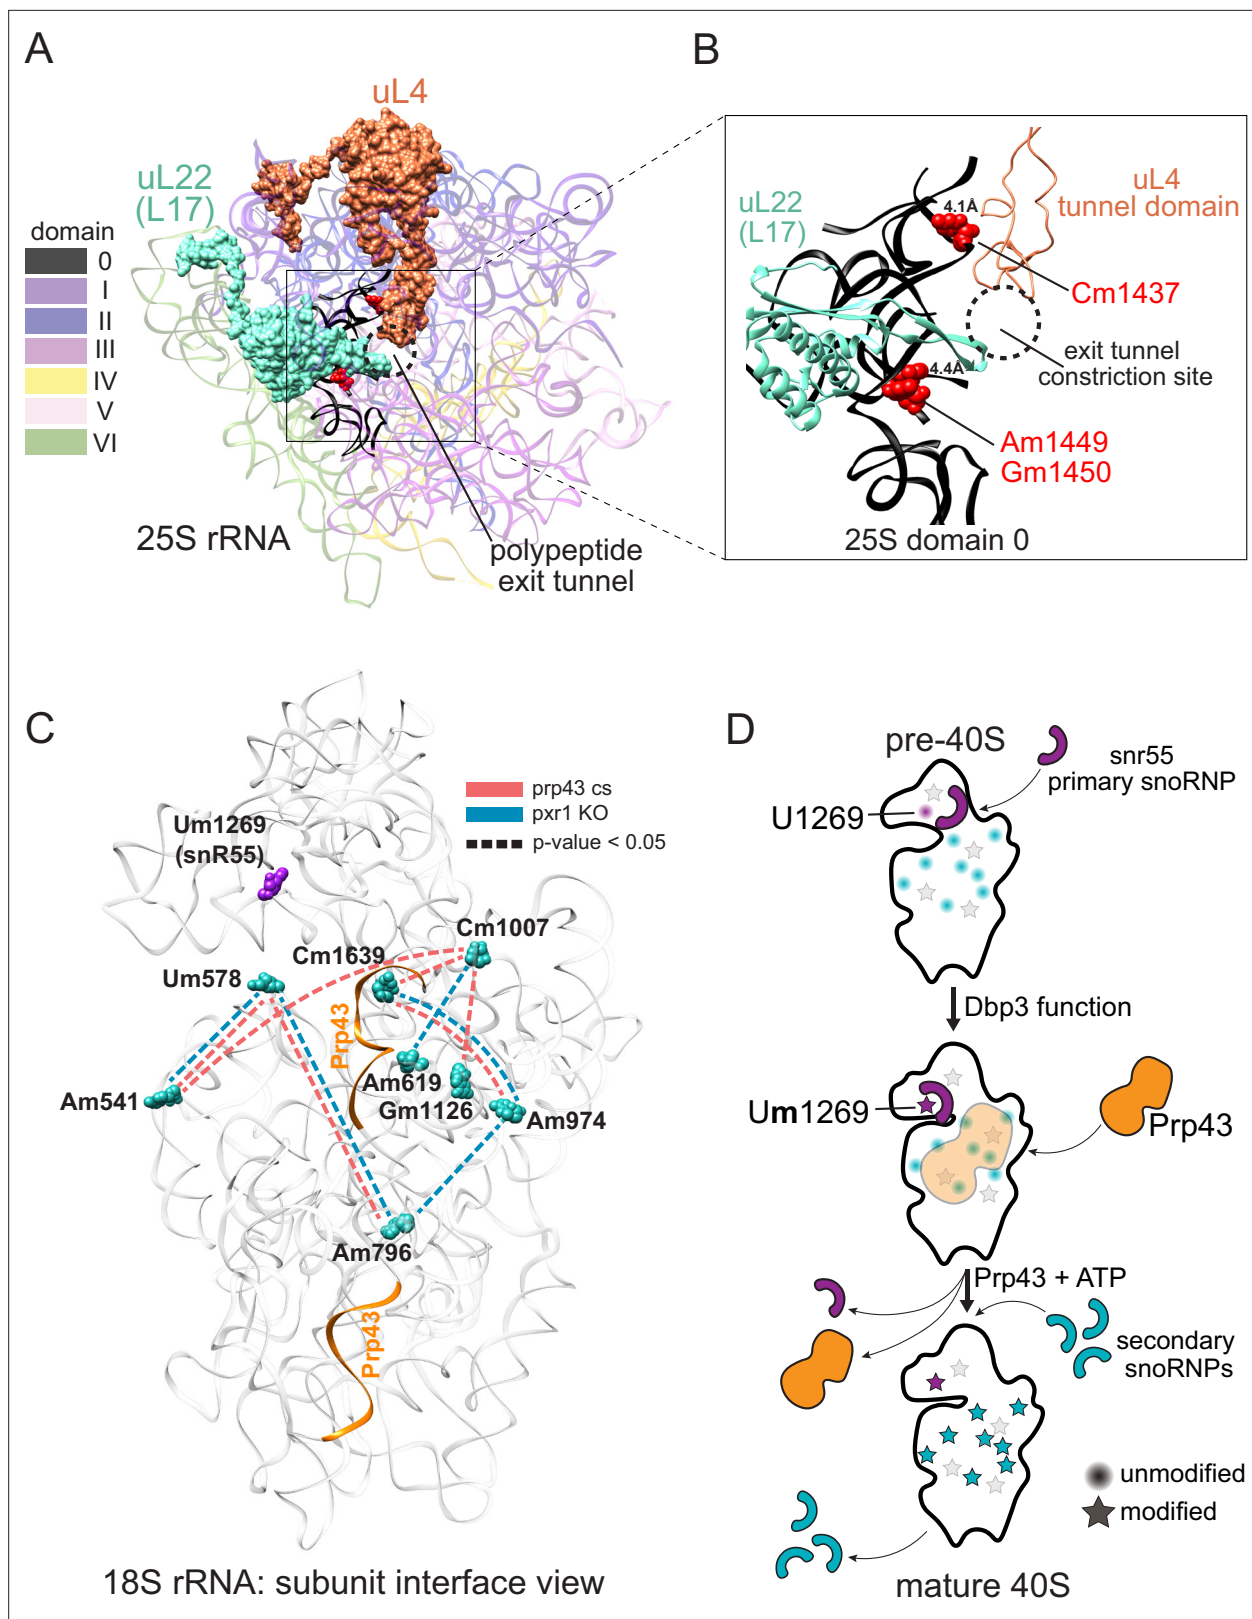 A
uL4
uL22
(L17)
domain
0
I
II
III
IV
V
VI
25S rRNA
polypeptide
exit tunnel
B
4.1Å
uL4
tunnel domain
uL22
(L17)
Cm1437
exit tunnel
constriction site
4.4Å
Am1449
Gm1450
25S domain 0
C
prp43 cs
pxr1 KO
p-value < 0.05
Um1269
(snR55)
Cm1007
Cm1639
Um578
Prp43
Am541
Am619
Gm1126
Am974
Am796
Prp43
18S rRNA: subunit interface view
D
pre-40S
snr55
primary snoRNP
U1269
Dbp3 function
Um1269
Prp43
Prp43 + ATP
secondary
snoRNPs
unmodified
modified
mature 40S